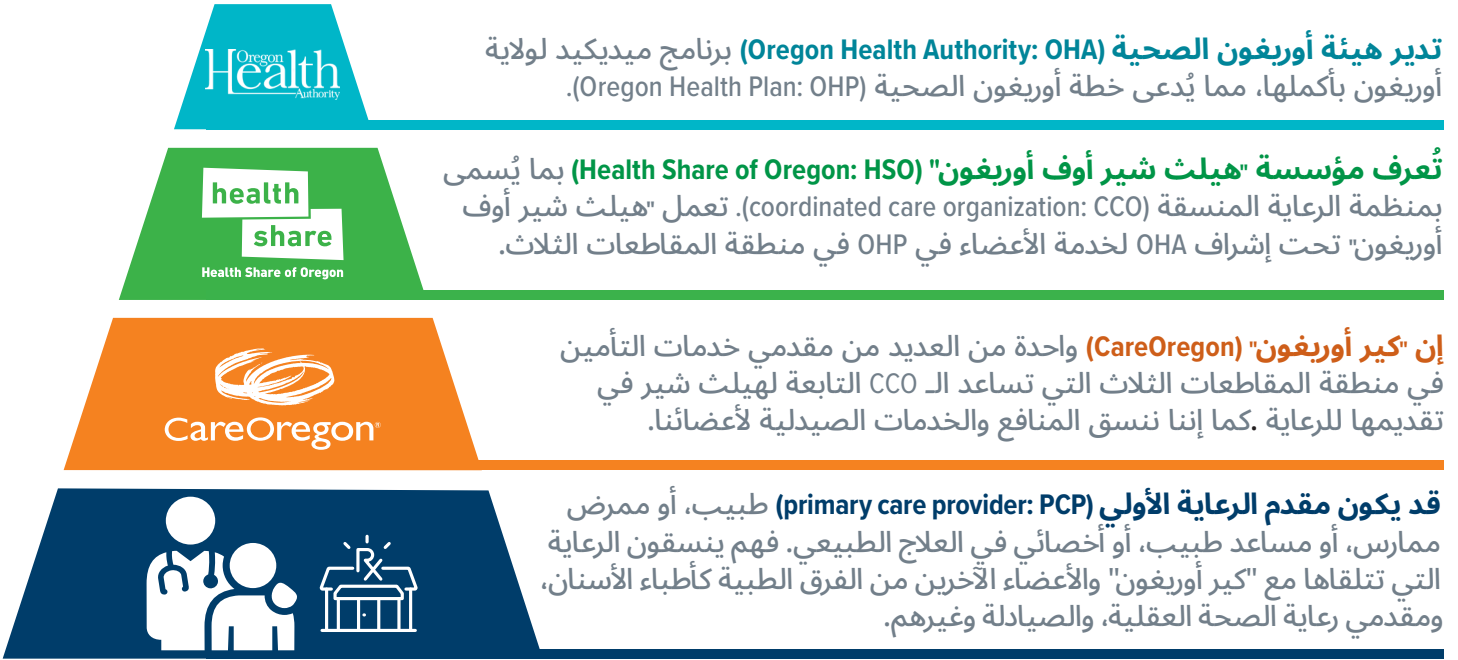 Oregon
Health
Authority
تدير هيئة أوريغون الصحية (Oregon Health Authority: OHA) برنامج ميديكيد لولاية
أوريغون بأكملها، مما يُدعى خطة أوريغون الصحية (Oregon Health Plan: OHP).
health
share
Health Share of Oregon
تُعرف مؤسسة "هيلث شير أوف أوريغون" (Health Share of Oregon: HSO) بما يُسمى
بمنظمة الرعاية المنسقة (coordinated care organization: CCO). تعمل "هيلث شير أوف
أوريغون" تحت إشراف OHA لخدمة الأعضاء في OHP في منطقة المقاطعات الثلاث.
CareOregon®
إن "كير أوريغون" (CareOregon) واحدة من العديد من مقدمي خدمات التأمين
في منطقة المقاطعات الثلاث التي تساعد الـ CCO التابعة لهيلث شير في
تقديمها للرعاية .كما إننا ننسق المنافع والخدمات الصيدلية لأعضائنا.
Rx
قد يكون مقدم الرعاية الأولي (primary care provider: PCP) طبيب، أو ممرض
ممارس، أو مساعد طبيب، أو أخصائي في العلاج الطبيعي. فهم ينسقون الرعاية
التي تتلقاها مع "كير أوريغون" والأعضاء الآخرين من الفرق الطبية كأطباء الأسنان،
ومقدمي رعاية الصحة العقلية، والصيادلة وغيرهم.